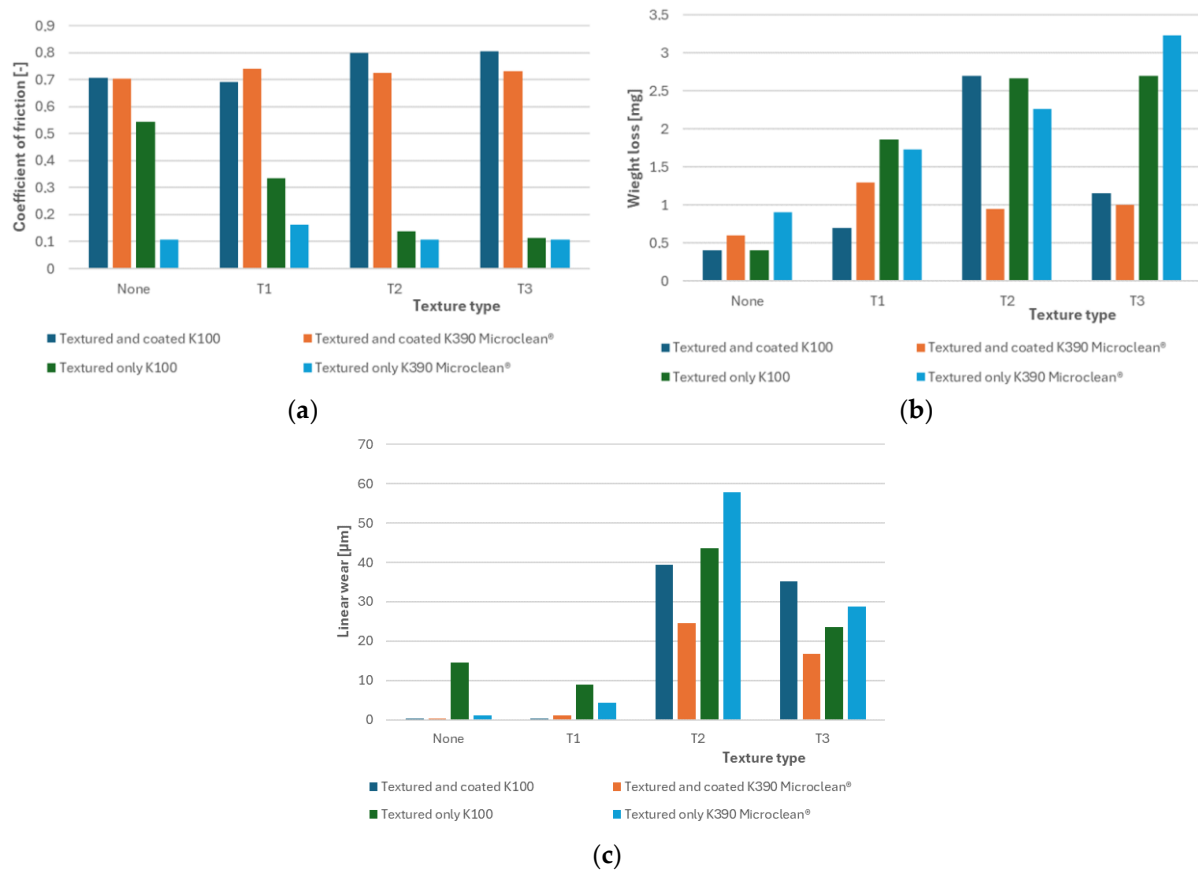 0.9
0.8
0.7
0.6
0.5
0.4
0.3
0.2
0.1
0
Coefficient of friction [-]
None T1 T2 T3
Texture type
Textured and coated K100 Textured and coated K390 Microclean®
Textured only K100 Textured only K390 Microclean®
(a)
3.5
3
2.5
2
1.5
1
0.5
0
Wieght loss [mg]
None T1 T2 T3
Texture type
Textured and coated K100 Textured and coated K390 Microclean®
Textured only K100 Textured only K390 Microclean®
(b)
70
60
50
40
30
20
10
0
Linear wear [µm]
None T1 T2 T3
Texture type
Textured and coated K100 Textured and coated K390 Microclean®
Textured only K100 Textured only K390 Microclean®
(c)